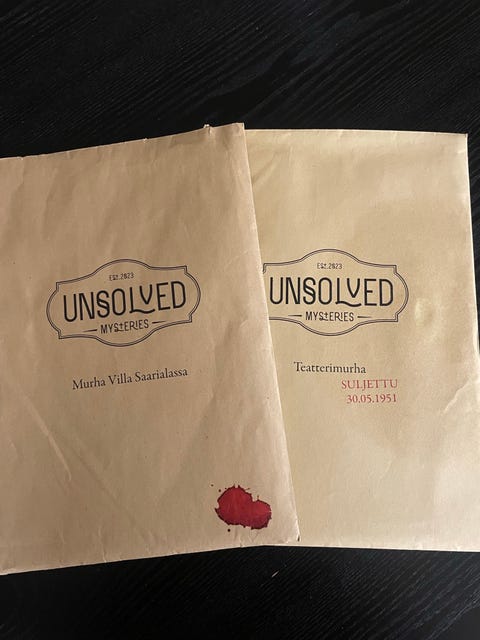 EST.2023
UNSOLVED
MYSTERIES
Murha Villa Saarialassa
EST.2023
UNSOLVED
MYSTERIES
Teatterimurha
SULJETTU
30.05.1951